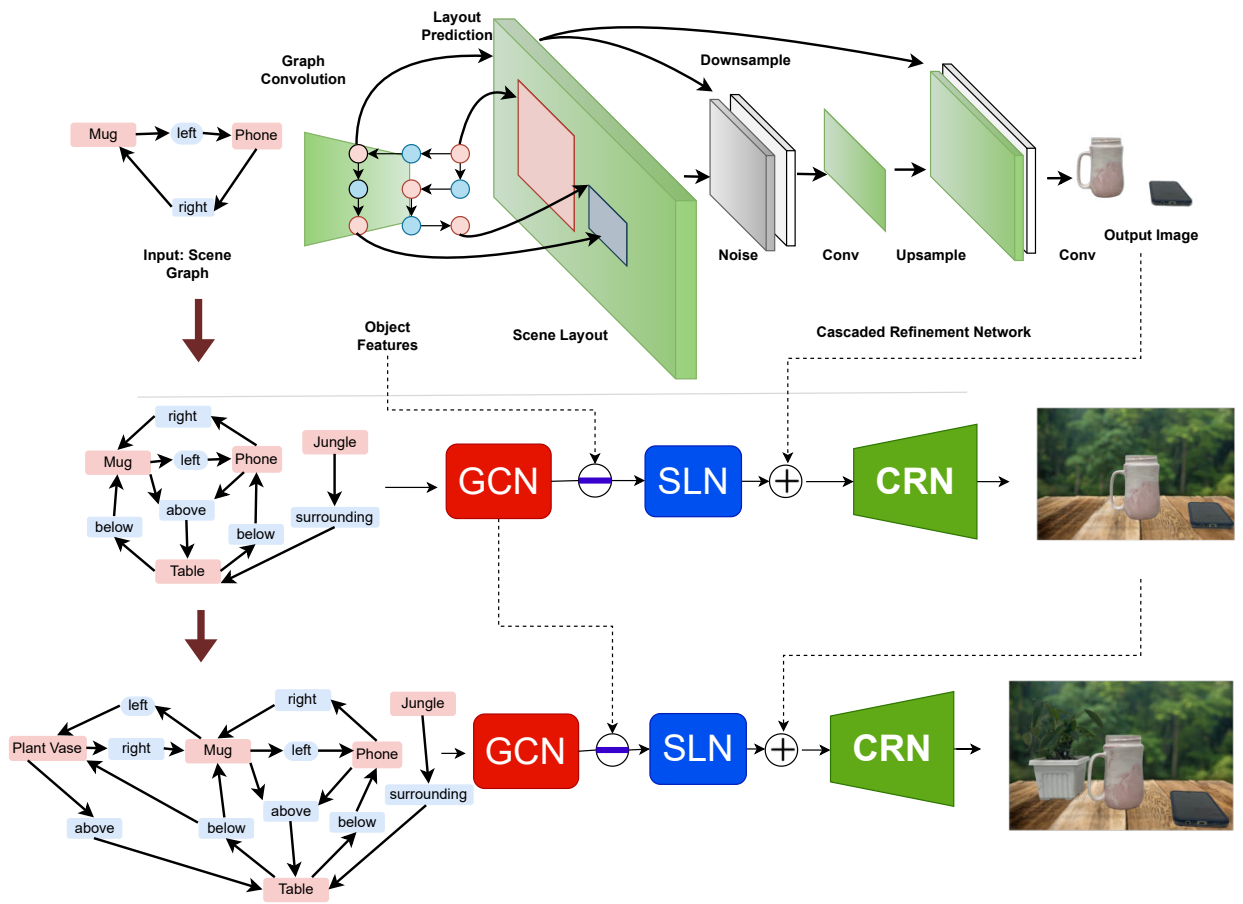 Layout
Prediction
Graph
Convolution
Downsample
Mug
left
Phone
right
Input: Scene
Graph
Noise
Conv
Upsample
Conv
Output Image
Object
Features
Scene Layout
Cascaded Refinement Network
right
Jungle
Mug
left
Phone
above
surrounding
below
below
Table
GCN
SLN
CRN
left
right
Jungle
Plant Vase
right
Mug
left
Phone
surrounding
above
above
below
below
Table
GCN
SLN
CRN